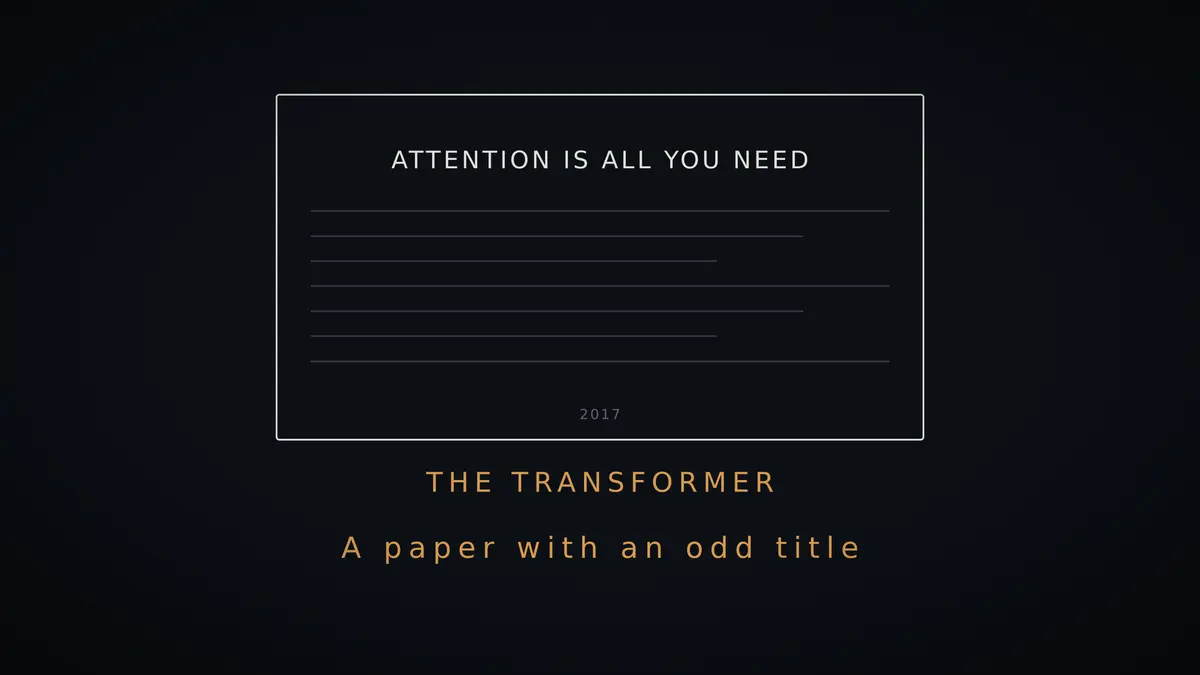 ATTENTION IS ALL YOU NEED
2017
THE TRANSFORMER
A paper with an odd title